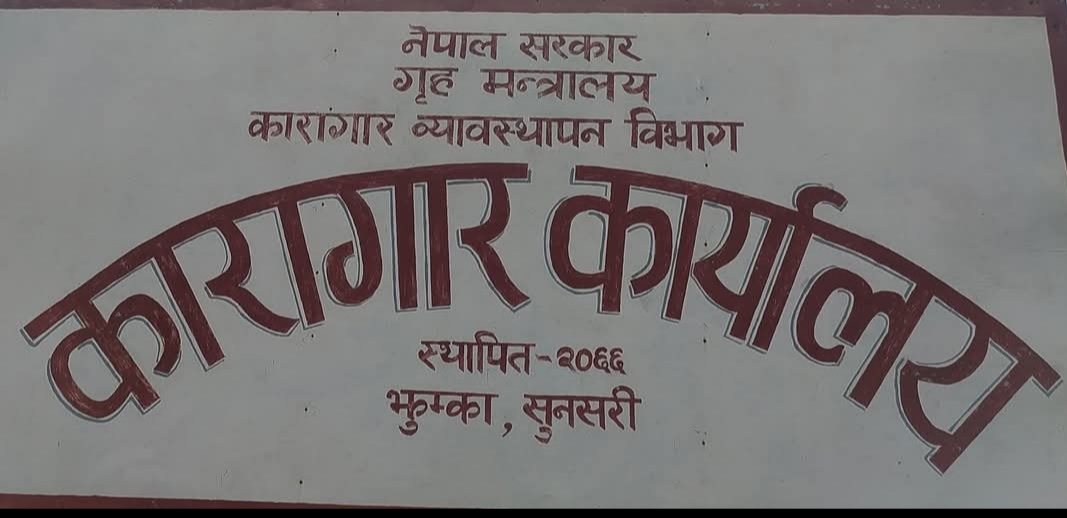 नेपाल सरकार
गृह मन्त्रालय
कारागार व्यावस्थापन विभाग
कारागार कार्यालय
स्थापित-२०६६
झुम्का, सुनसरी